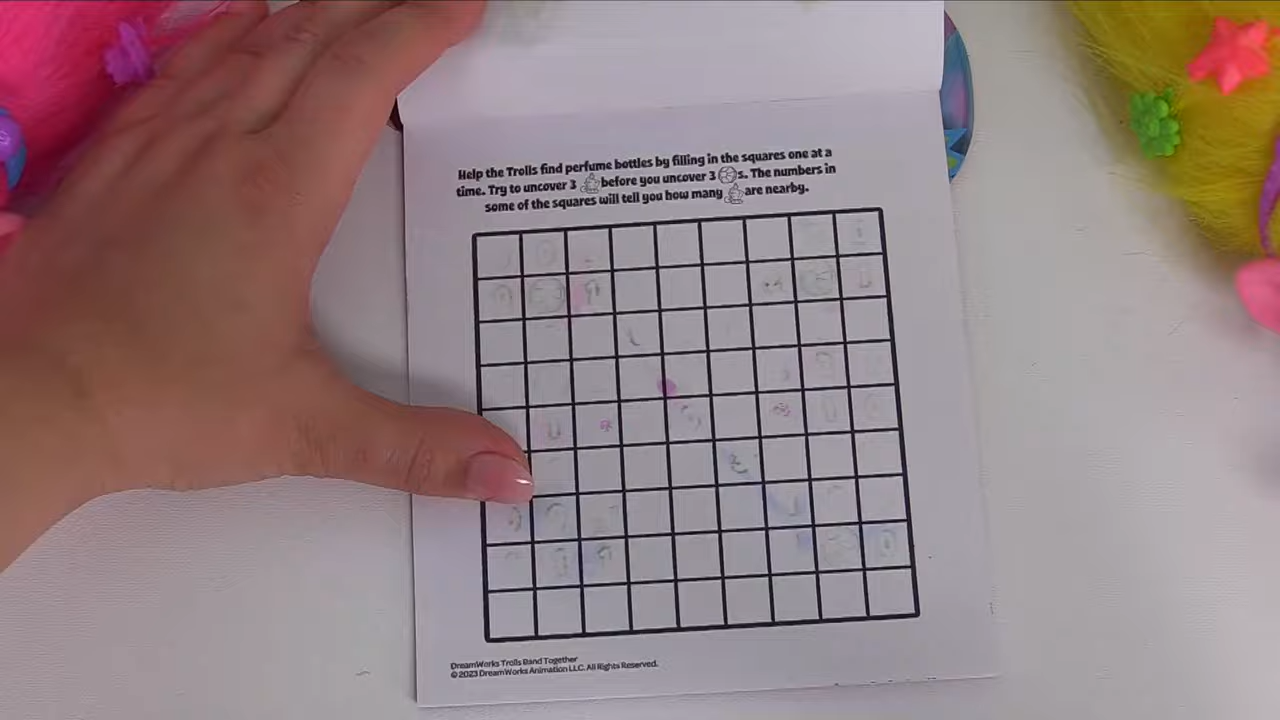 Help the Trolls find perfume bottles by filling in the squares one at a
time. Try to uncover 3 before you uncover 3 s. The numbers in
some of the squares will tell you how many are nearby.
DreamWorks Trolls Band Together
© 2023 DreamWorks Animation LLC. All Rights Reserved.